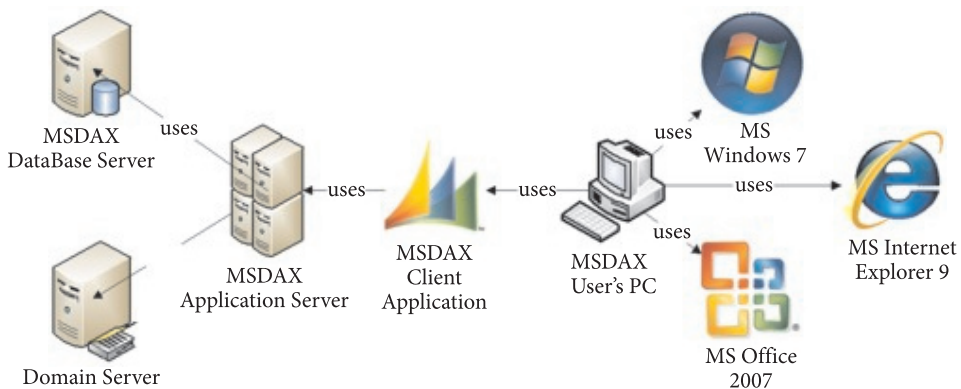 MSDAX
DataBase Server
uses
Domain Server
MSDAX
Application Server
uses
MSDAX
Client
Application
uses
MSDAX
User's PC
uses
MS
Windows 7
uses
MS Internet
Explorer 9
uses
MS Office
2007